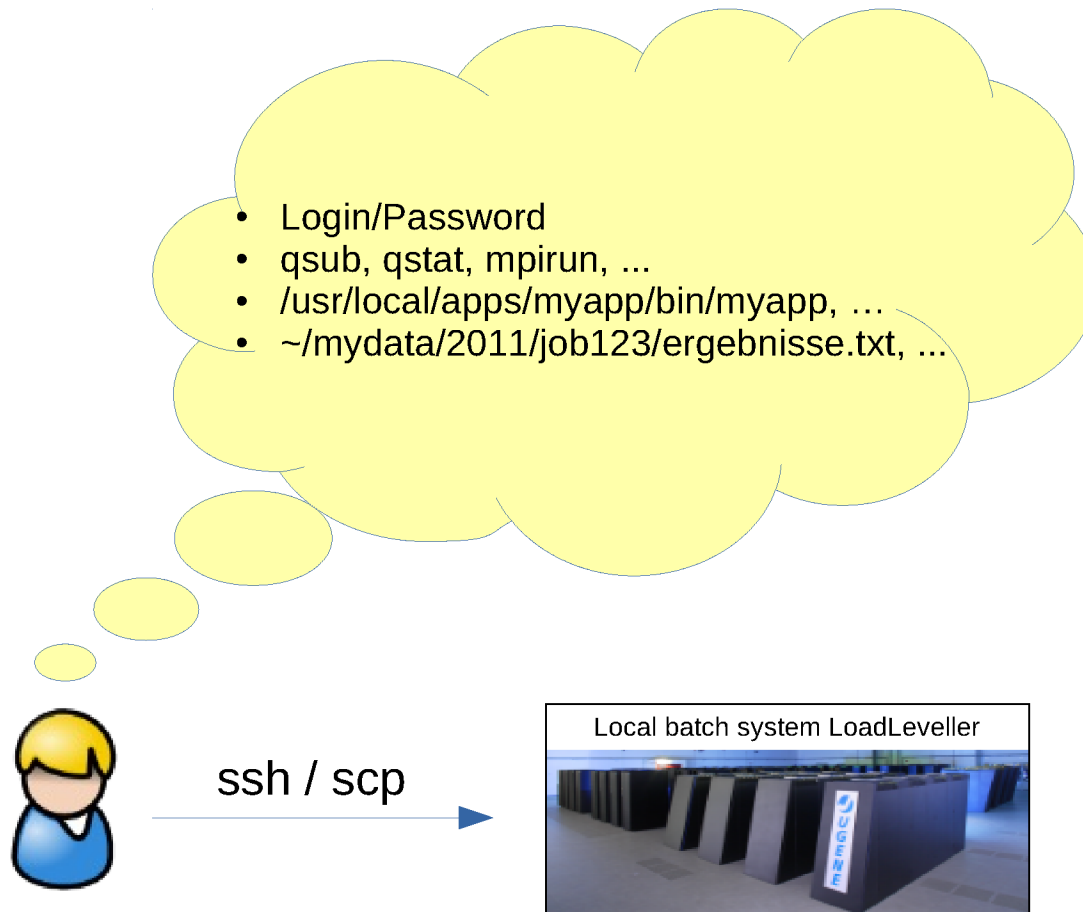 • Login/Password
• qsub, qstat, mpirun, ...
• /usr/local/apps/myapp/bin/myapp, …
• ~/mydata/2011/job123/ergebnisse.txt, ...
Local batch system LoadLeveller
ssh / scp
JUGENE